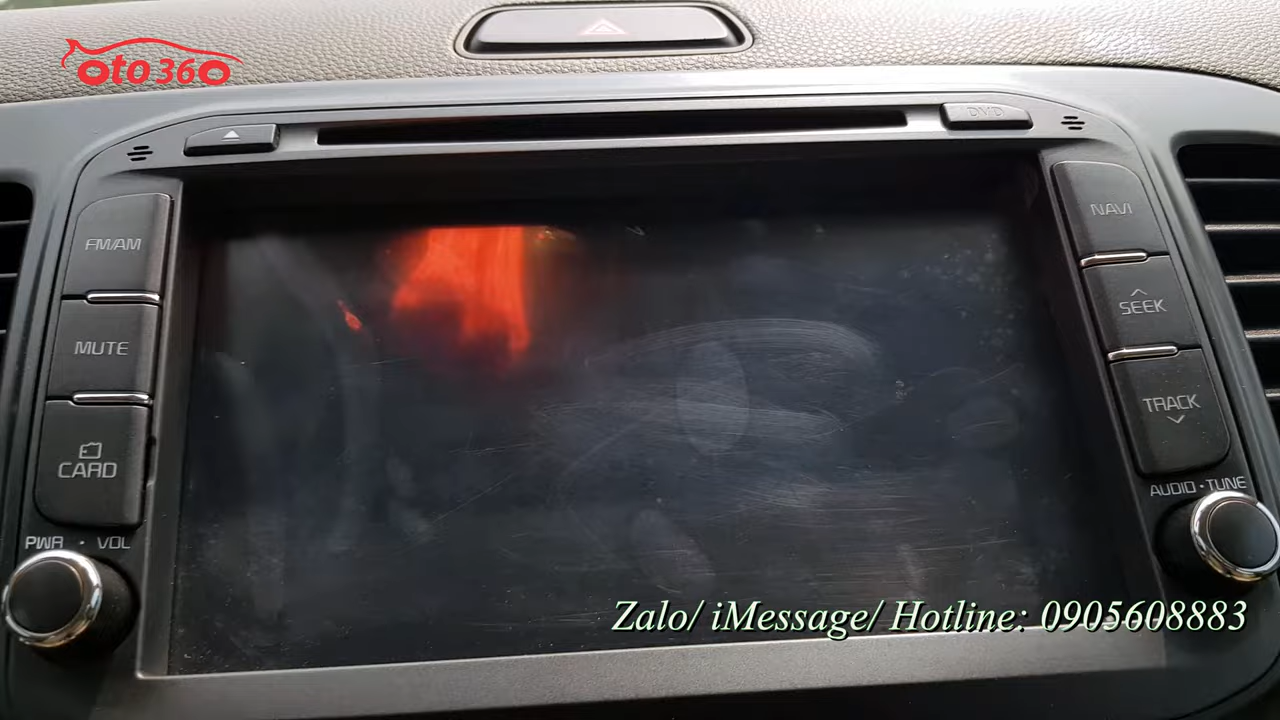 oto360
DVD
FM/AM
NAVI
SEEK
MUTE
TRACK
CARD
AUDIO • TUNE
PWR • VOL
Zalo/ iMessage/ Hotline: 0905608883